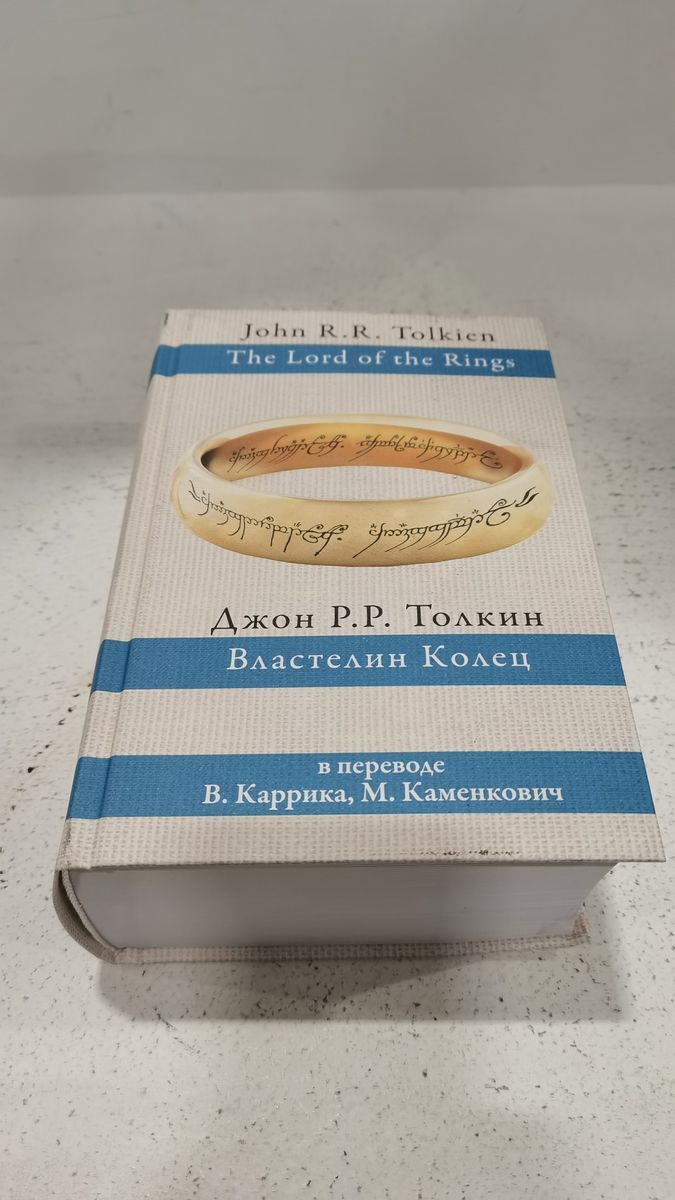 John R.R. Tolkien
The Lord of the Rings
Джон Р.Р. Толкин
Властелин Колец
в переводе
В. Каррика, М. Каменкович